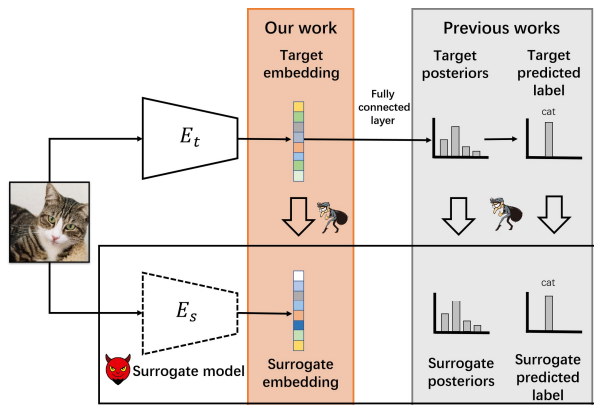 Our work
Previous works
Target
embedding
Target
posteriors
Target
predicted
label
Fully
connected
layer
cat
E_t
cat
E_s
Surrogate model
Surrogate
embedding
Surrogate
posteriors
Surrogate
predicted
label